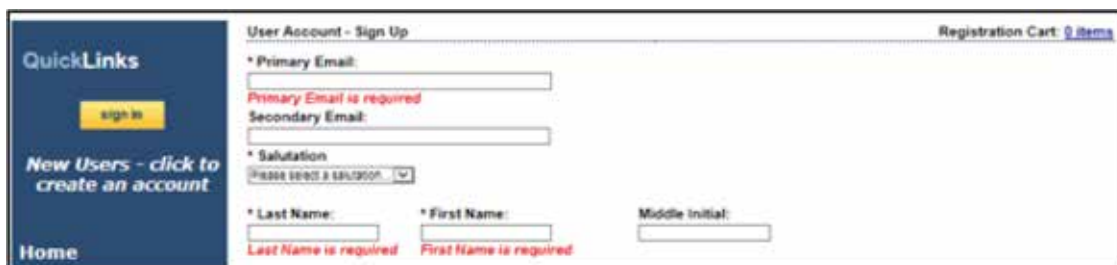 User Account - Sign Up
Registration Cart: 0 items
QuickLinks
sign in
New Users - click to
create an account
Home
* Primary Email:
Primary Email is required
Secondary Email:
* Salutation
Please select a salutation...
* Last Name: * First Name: Middle Initial:
Last Name is required First Name is required